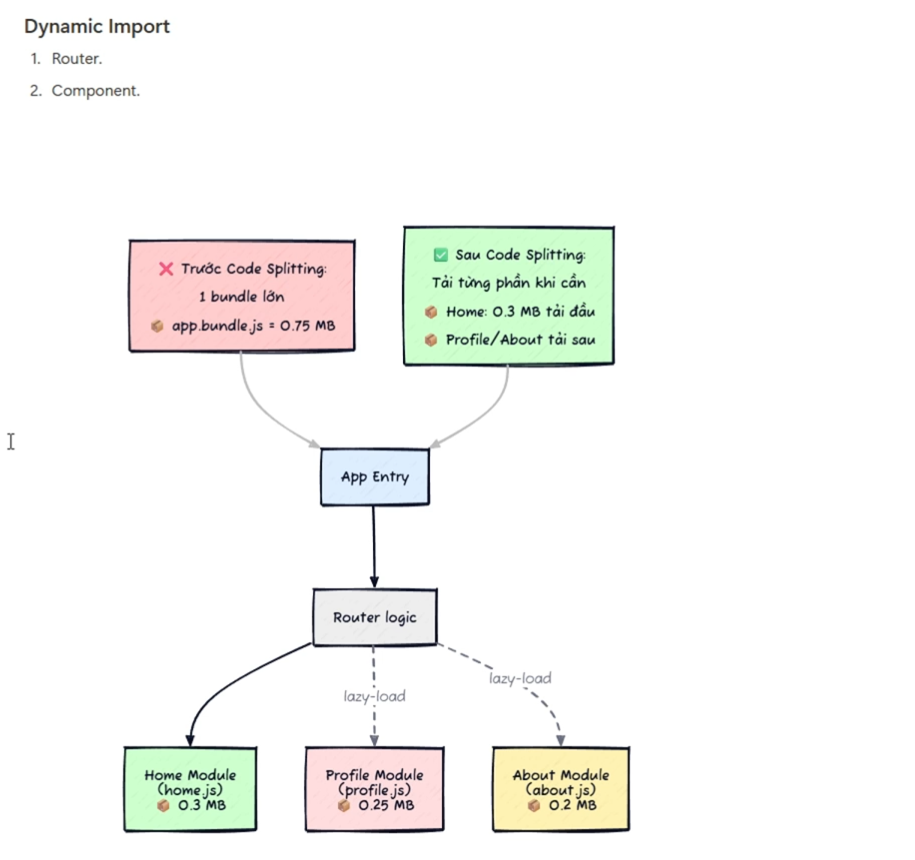 Dynamic Import
1. Router.
2. Component.
❌ Trước Code Splitting:
1 bundle lớn
📦 app.bundle.js = 0.75 MB
✅ Sau Code Splitting:
Tải từng phần khi cần
📦 Home: 0.3 MB tải đầu
📦 Profile/About tải sau
App Entry
Router logic
lazy-load
lazy-load
Home Module
(home.js)
📦 0.3 MB
Profile Module
(profile.js)
📦 0.25 MB
About Module
(about.js)
📦 0.2 MB